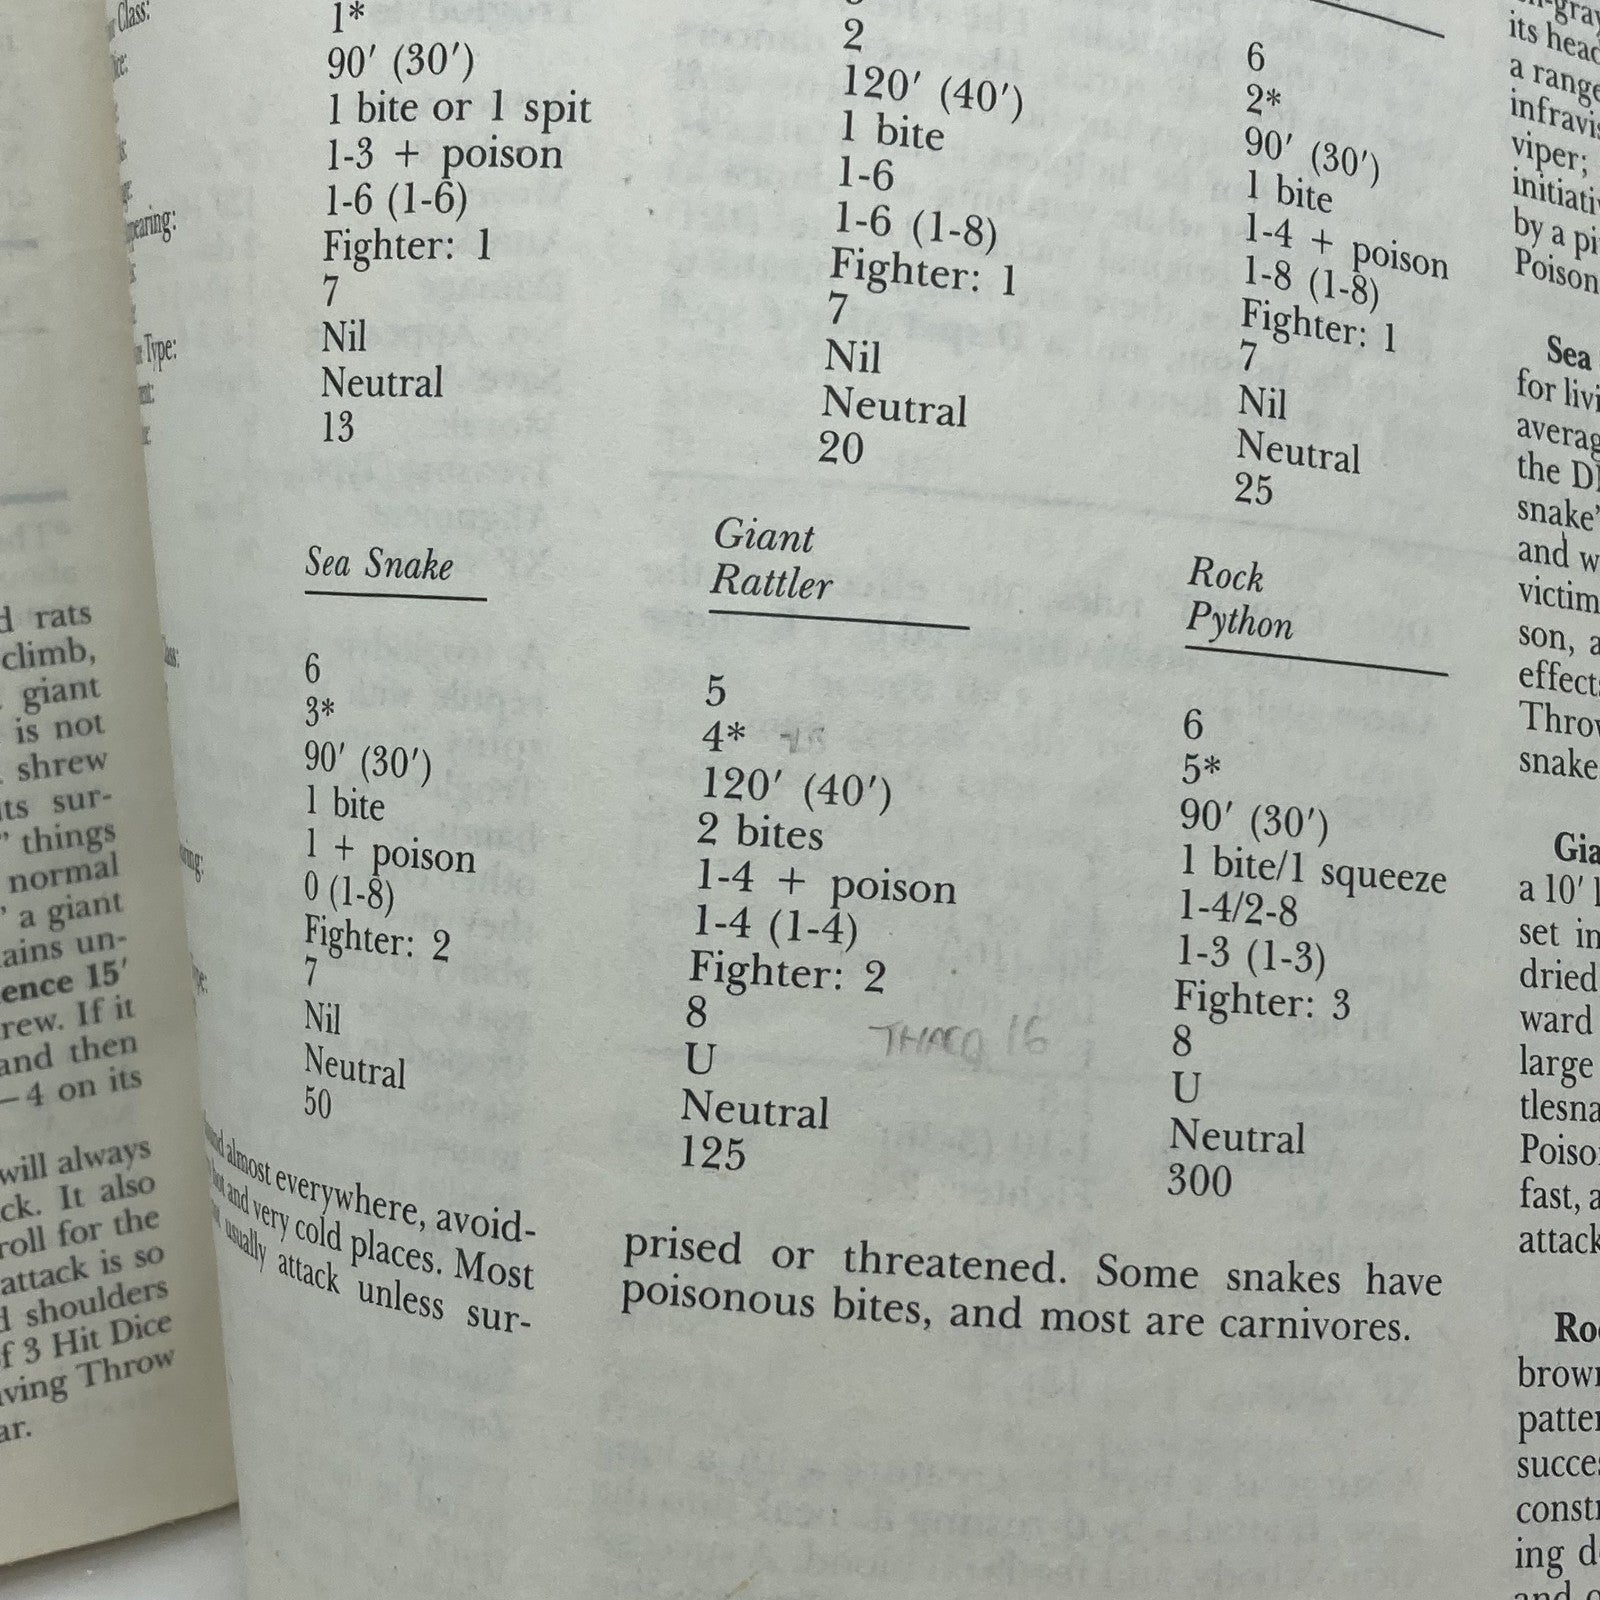 d rats
climb,
giant
is not
shrew
its sur-
" things
normal
' a giant
ains un-
ence 15'
rew. If it
and then
–4 on its
will always
ck. It also
roll for the
attack is so
d shoulders
f 3 Hit Dice
ving Throw
ar.
Class:
pearing:
Type:
1*
90' (30')
1 bite or 1 spit
1-3 + poison
1-6 (1-6)
Fighter: 1
7
Nil
Neutral
13
2
120' (40')
1 bite
1-6
1-6 (1-8)
Fighter: 1
7
Nil
Neutral
20
6
2*
90' (30')
1 bite
1-4 + poison
1-8 (1-8)
Fighter: 1
7
Nil
Neutral
25
Sea Snake
6
3*
90' (30')
1 bite
1 + poison
0 (1-8)
Fighter: 2
7
Nil
Neutral
50
Giant
Rattler
5
4*
120' (40')
2 bites
1-4 + poison
1-4 (1-4)
Fighter: 2
8
THACO 16
U
Neutral
125
Rock
Python
6
5*
90' (30')
1 bite/1 squeeze
1-4/2-8
1-3 (1-3)
Fighter: 3
8
U
Neutral
300
almost everywhere, avoid-
hot and very cold places. Most
usually attack unless sur-
prised or threatened. Some snakes have
poisonous bites, and most are carnivores.
its head
a range
infravis
viper;
initiativ
by a pi
Poison
Sea
for livi
averag
the D
snake'
and w
victim
son, a
effects
Throw
snake
Gia
a 10' l
set in
dried
ward
large
tlesna
Poiso
fast, a
attack
Ro
brown
patter
succes
constr
ing d
and